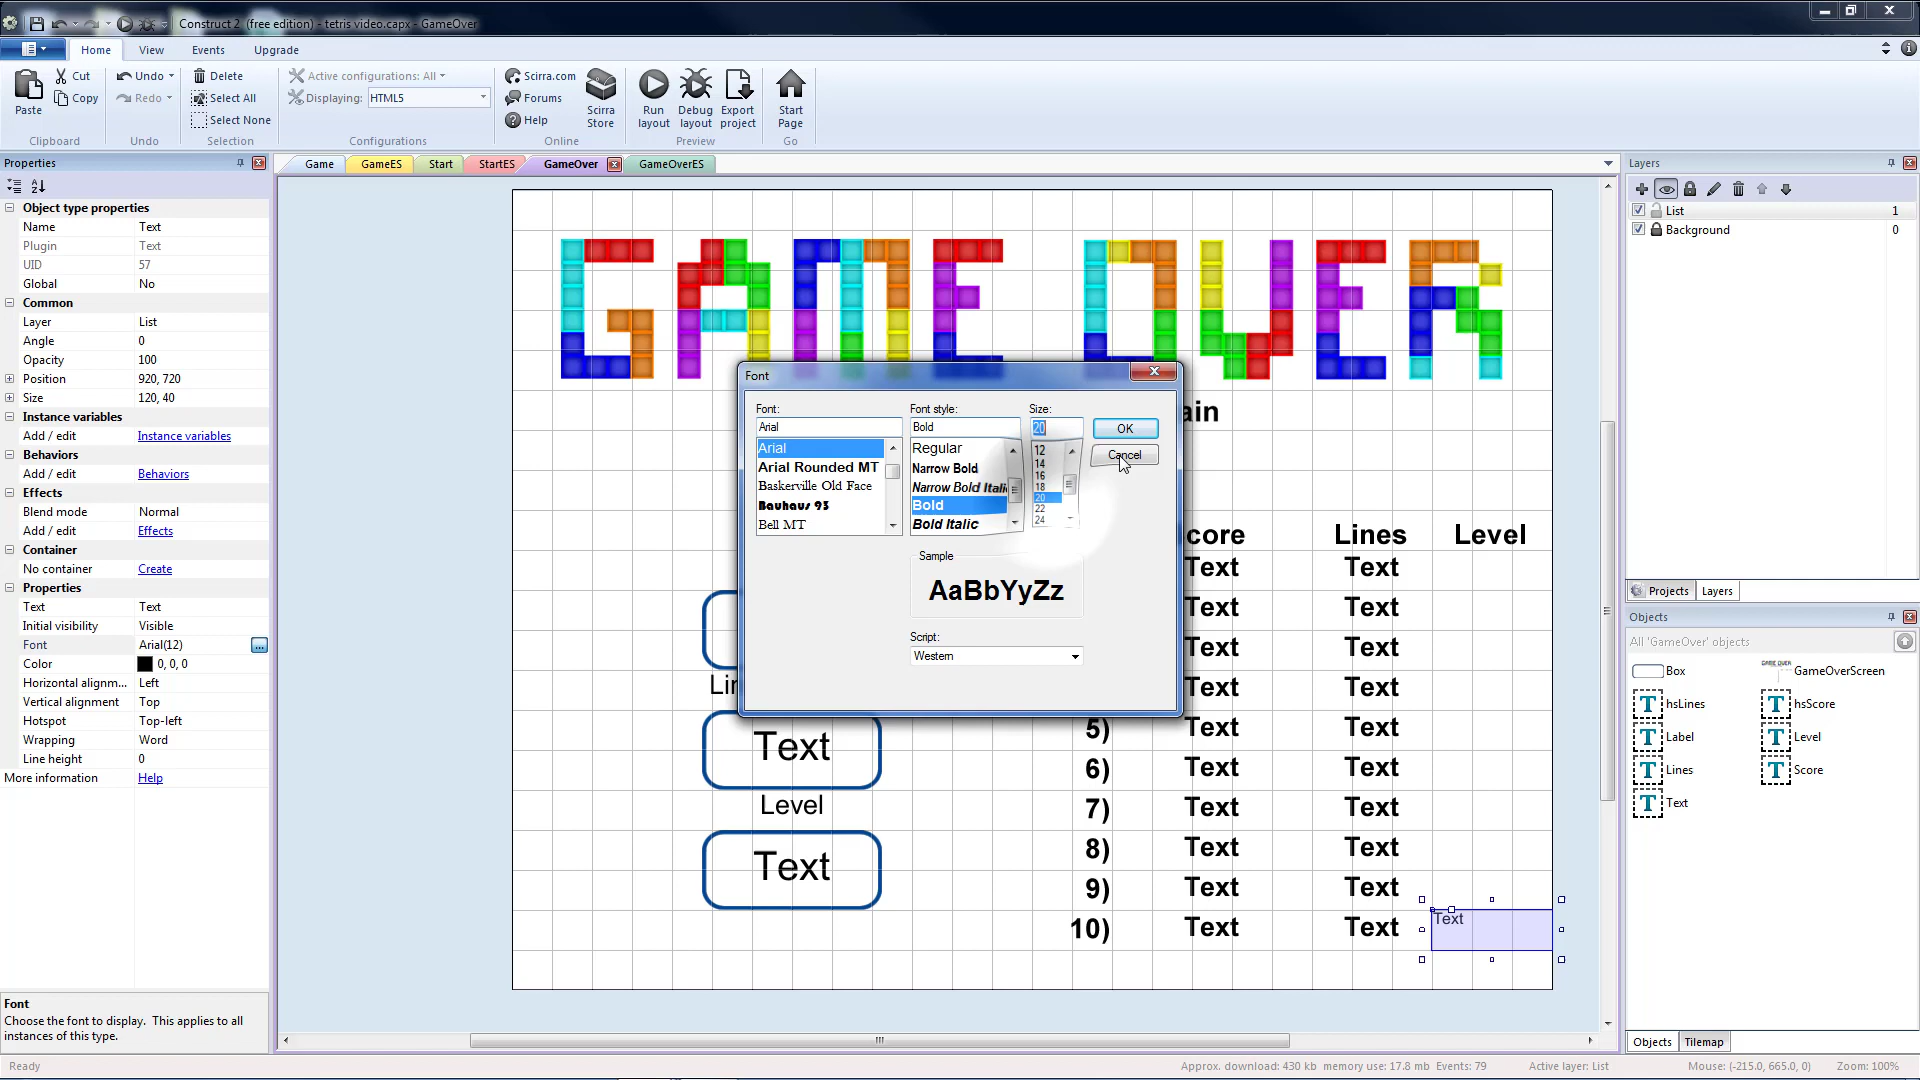 Construct 2  (free edition) - tetris video.capx - GameOver
Home View Events Upgrade
Paste Cut Copy
Clipboard
Undo Redo
Undo
Delete
Select All
Select None
Selection
Active configurations: All
Displaying: HTML5
Configurations
Scirra.com
Forums
Help
Scirra Store
Online
Run layout
Debug layout
Export project
Preview
Start Page
Go
Properties
Game GameES Start StartES GameOver GameOverES
Object type properties
Name Text
Plugin Text
UID 57
Global No
Common
Layer List
Angle 0
Opacity 100
Position 920, 720
Size 120, 40
Instance variables
Add / edit Instance variables
Behaviors
Add / edit Behaviors
Effects
Blend mode Normal
Add / edit Effects
Container
No container Create
Properties
Text Text
Initial visibility Visible
Font Arial(12) ...
Color 0, 0, 0
Horizontal alignm... Left
Vertical alignment Top
Hotspot Top-left
Wrapping Word
Line height 0
More information Help
Font
Choose the font to display.  This applies to all
instances of this type.
GAME OVER
ain
core Lines Level
Text Text
Text Text
Text Text
Text Text
5) Text Text
6) Text Text
7) Text Text
8) Text Text
9) Text Text
10) Text Text
Text
Lin
Text
Level
Text
Font
Font: Font style: Size:
Arial Bold 20
OK
Cancel
Arial
Arial Rounded MT
Baskerville Old Face
Bauhaus 93
Bell MT
Regular
Narrow Bold
Narrow Bold Itali
Bold
Bold Italic
12
14
16
18
20
22
24
Sample
AaBbYyZz
Script:
Western
Layers
List 1
Background 0
Projects Layers
Objects
All 'GameOver' objects
Box GameOverScreen
hsLines hsScore
Label Level
Lines Score
Text
Objects Tilemap
Ready
Approx. download: 430 kb  memory use: 17.8 mb  Events: 79
Active layer: List
Mouse: (-215.0, 665.0, 0)
Zoom: 100%